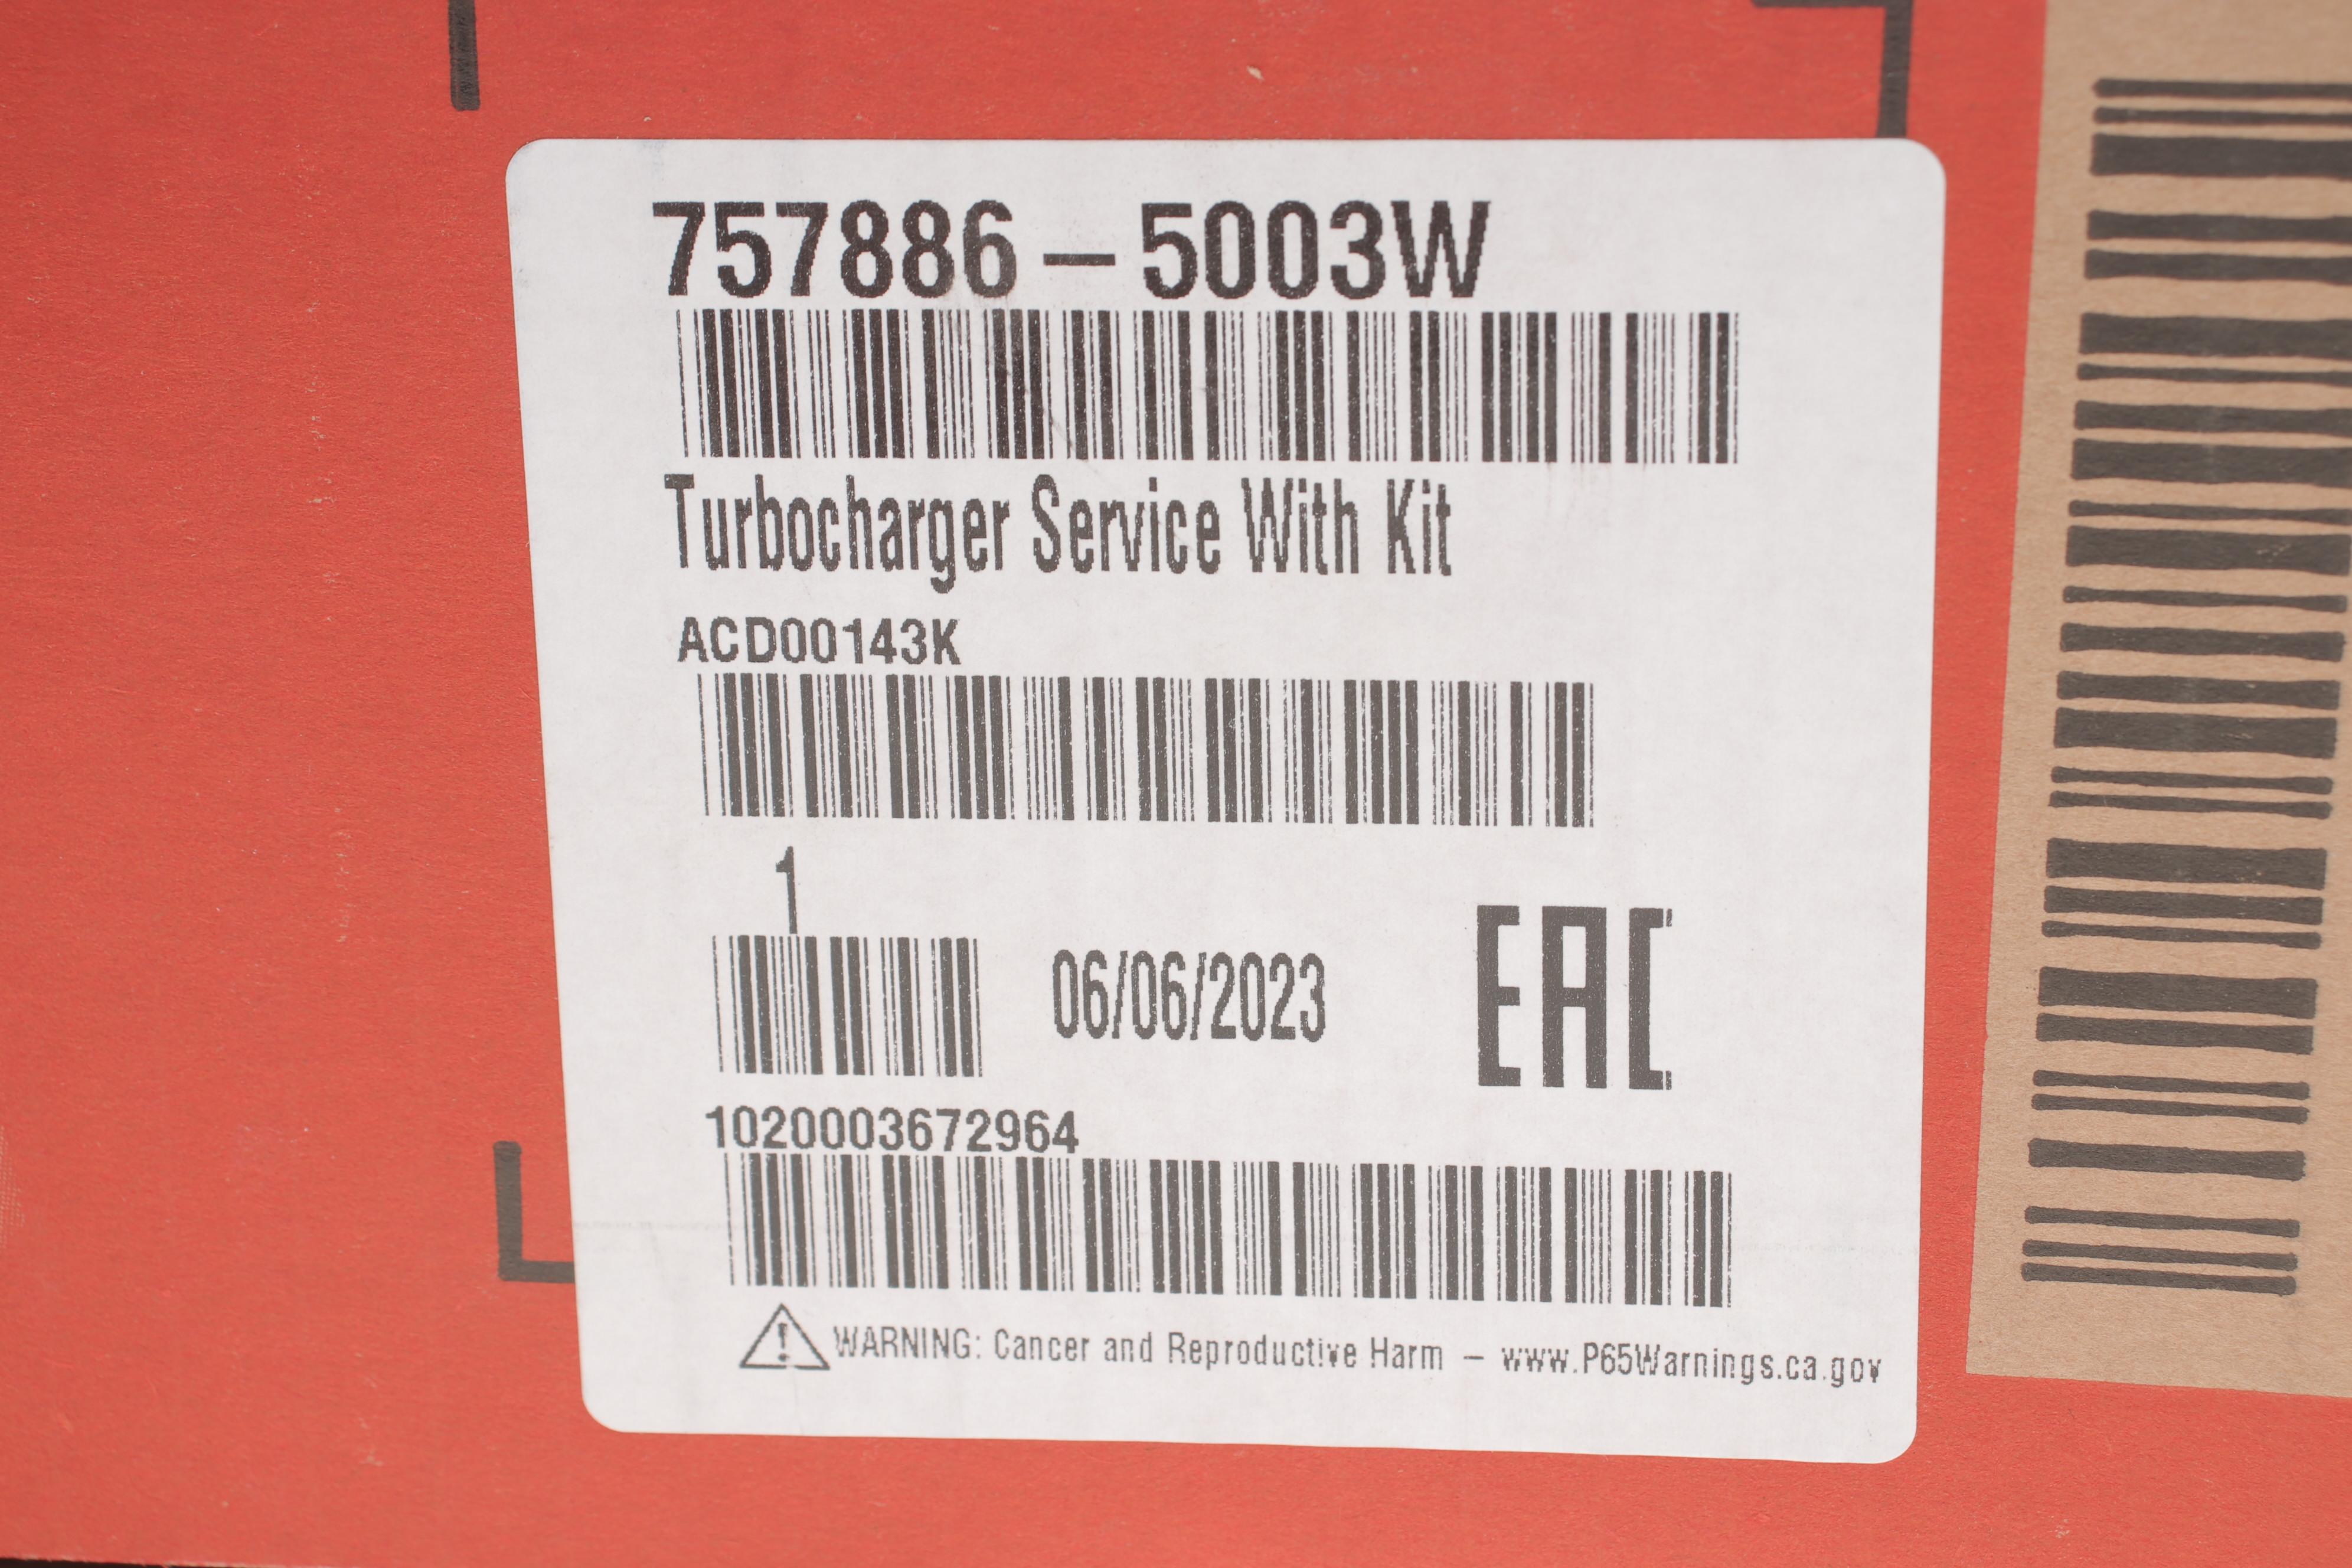 757886-5003W
Turbocharger Service With Kit
ACD00143K
1
06/06/2023
EAC
1020003672964
WARNING: Cancer and Reproductive Harm - www.P65Warnings.ca.gov